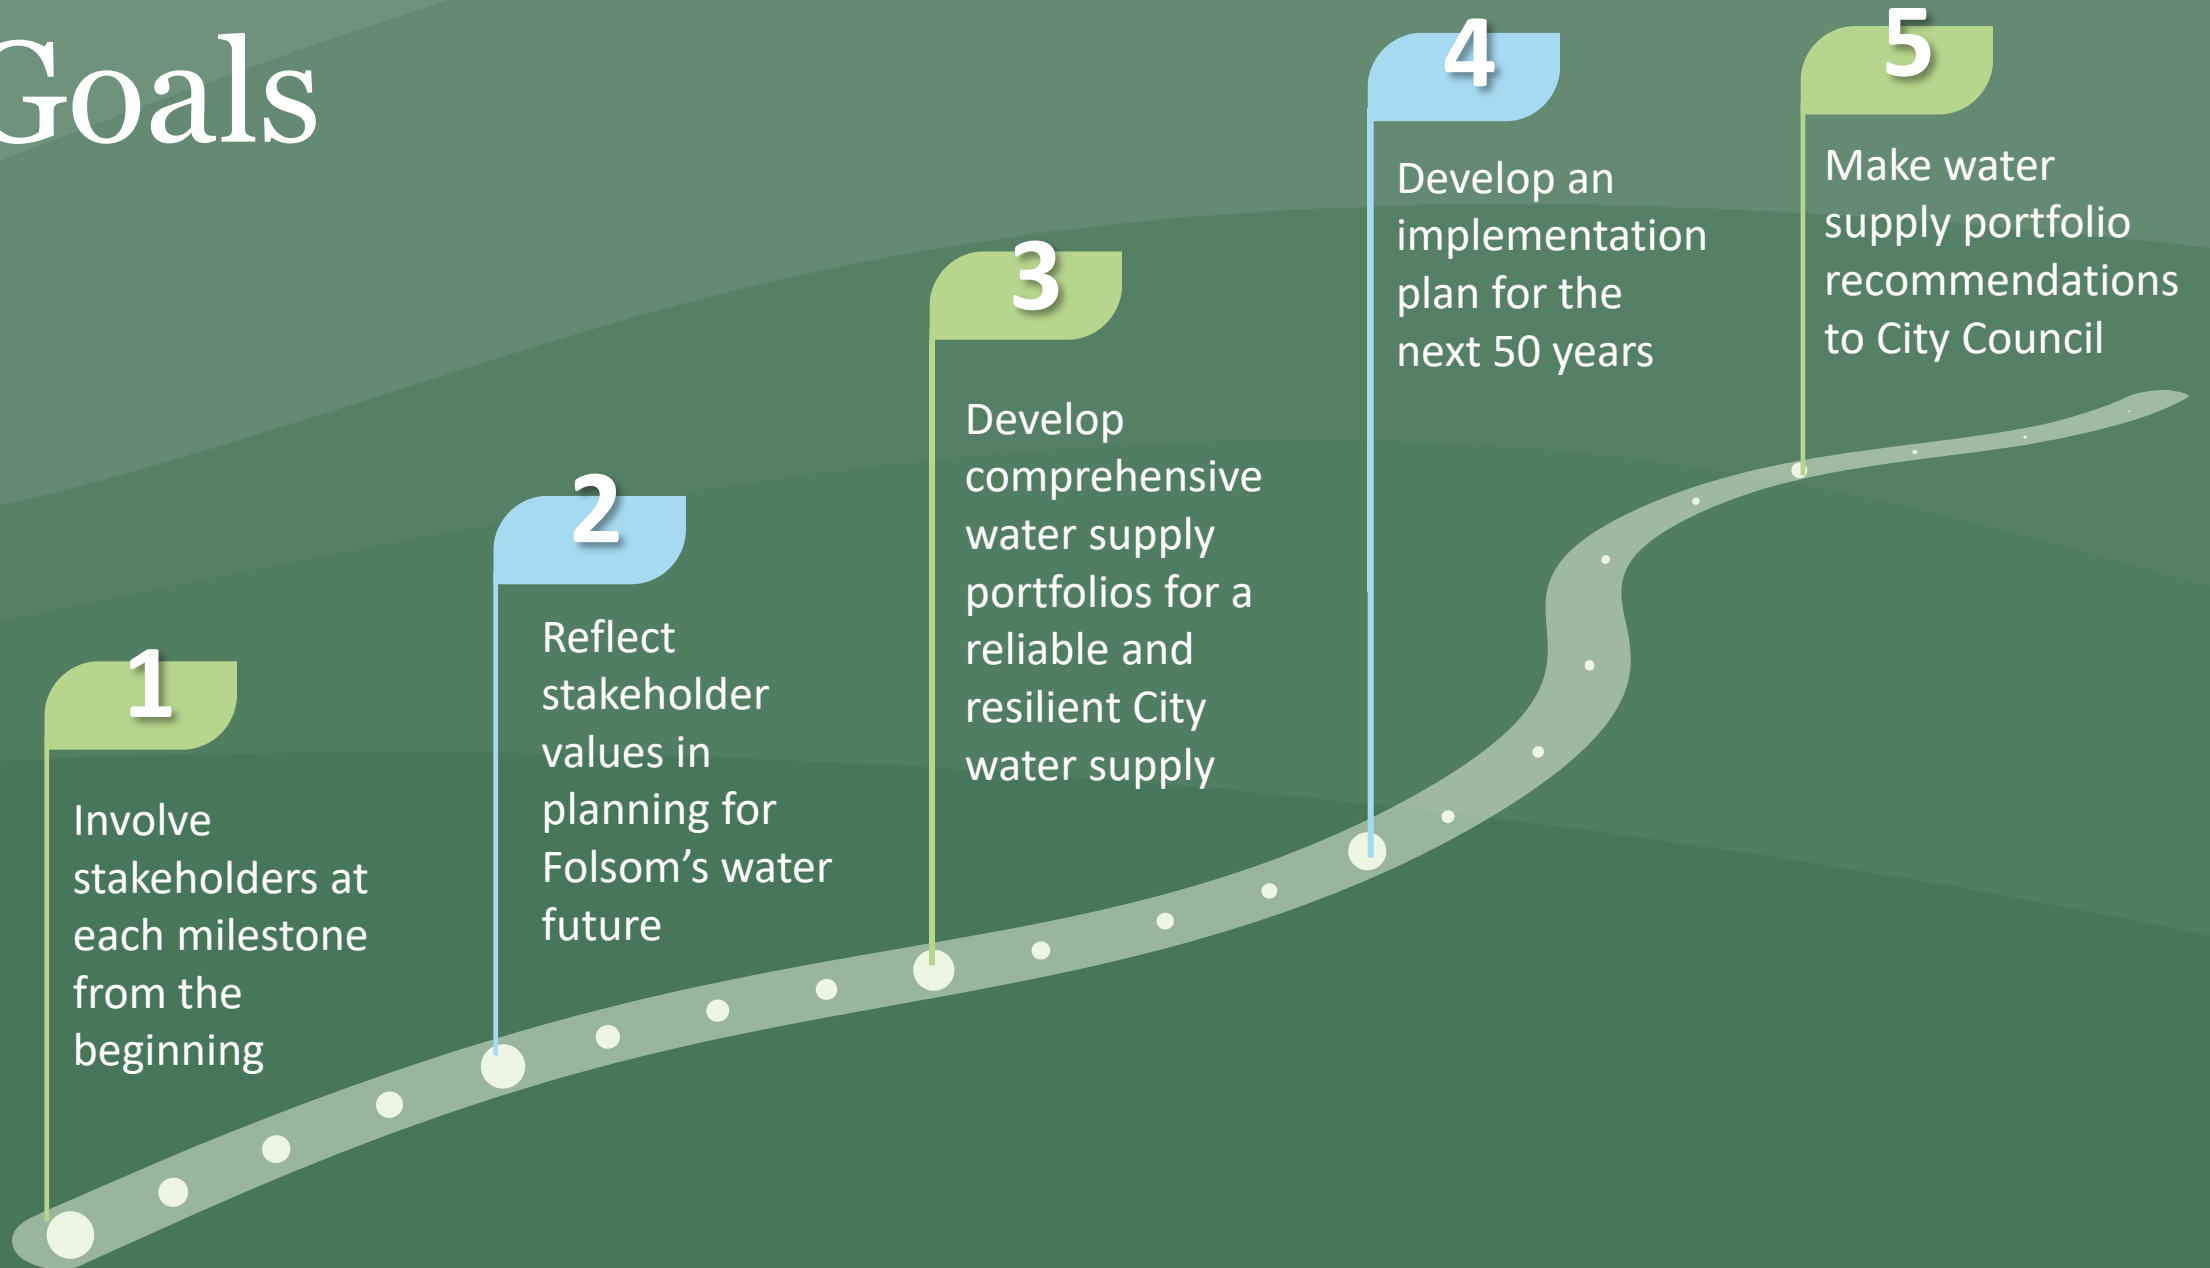 Goals
1
Involve
stakeholders at
each milestone
from the
beginning
2
Reflect
stakeholder
values in
planning for
Folsom’s water
future
3
Develop
comprehensive
water supply
portfolios for a
reliable and
resilient City
water supply
4
Develop an
implementation
plan for the
next 50 years
5
Make water
supply portfolio
recommendations
to City Council